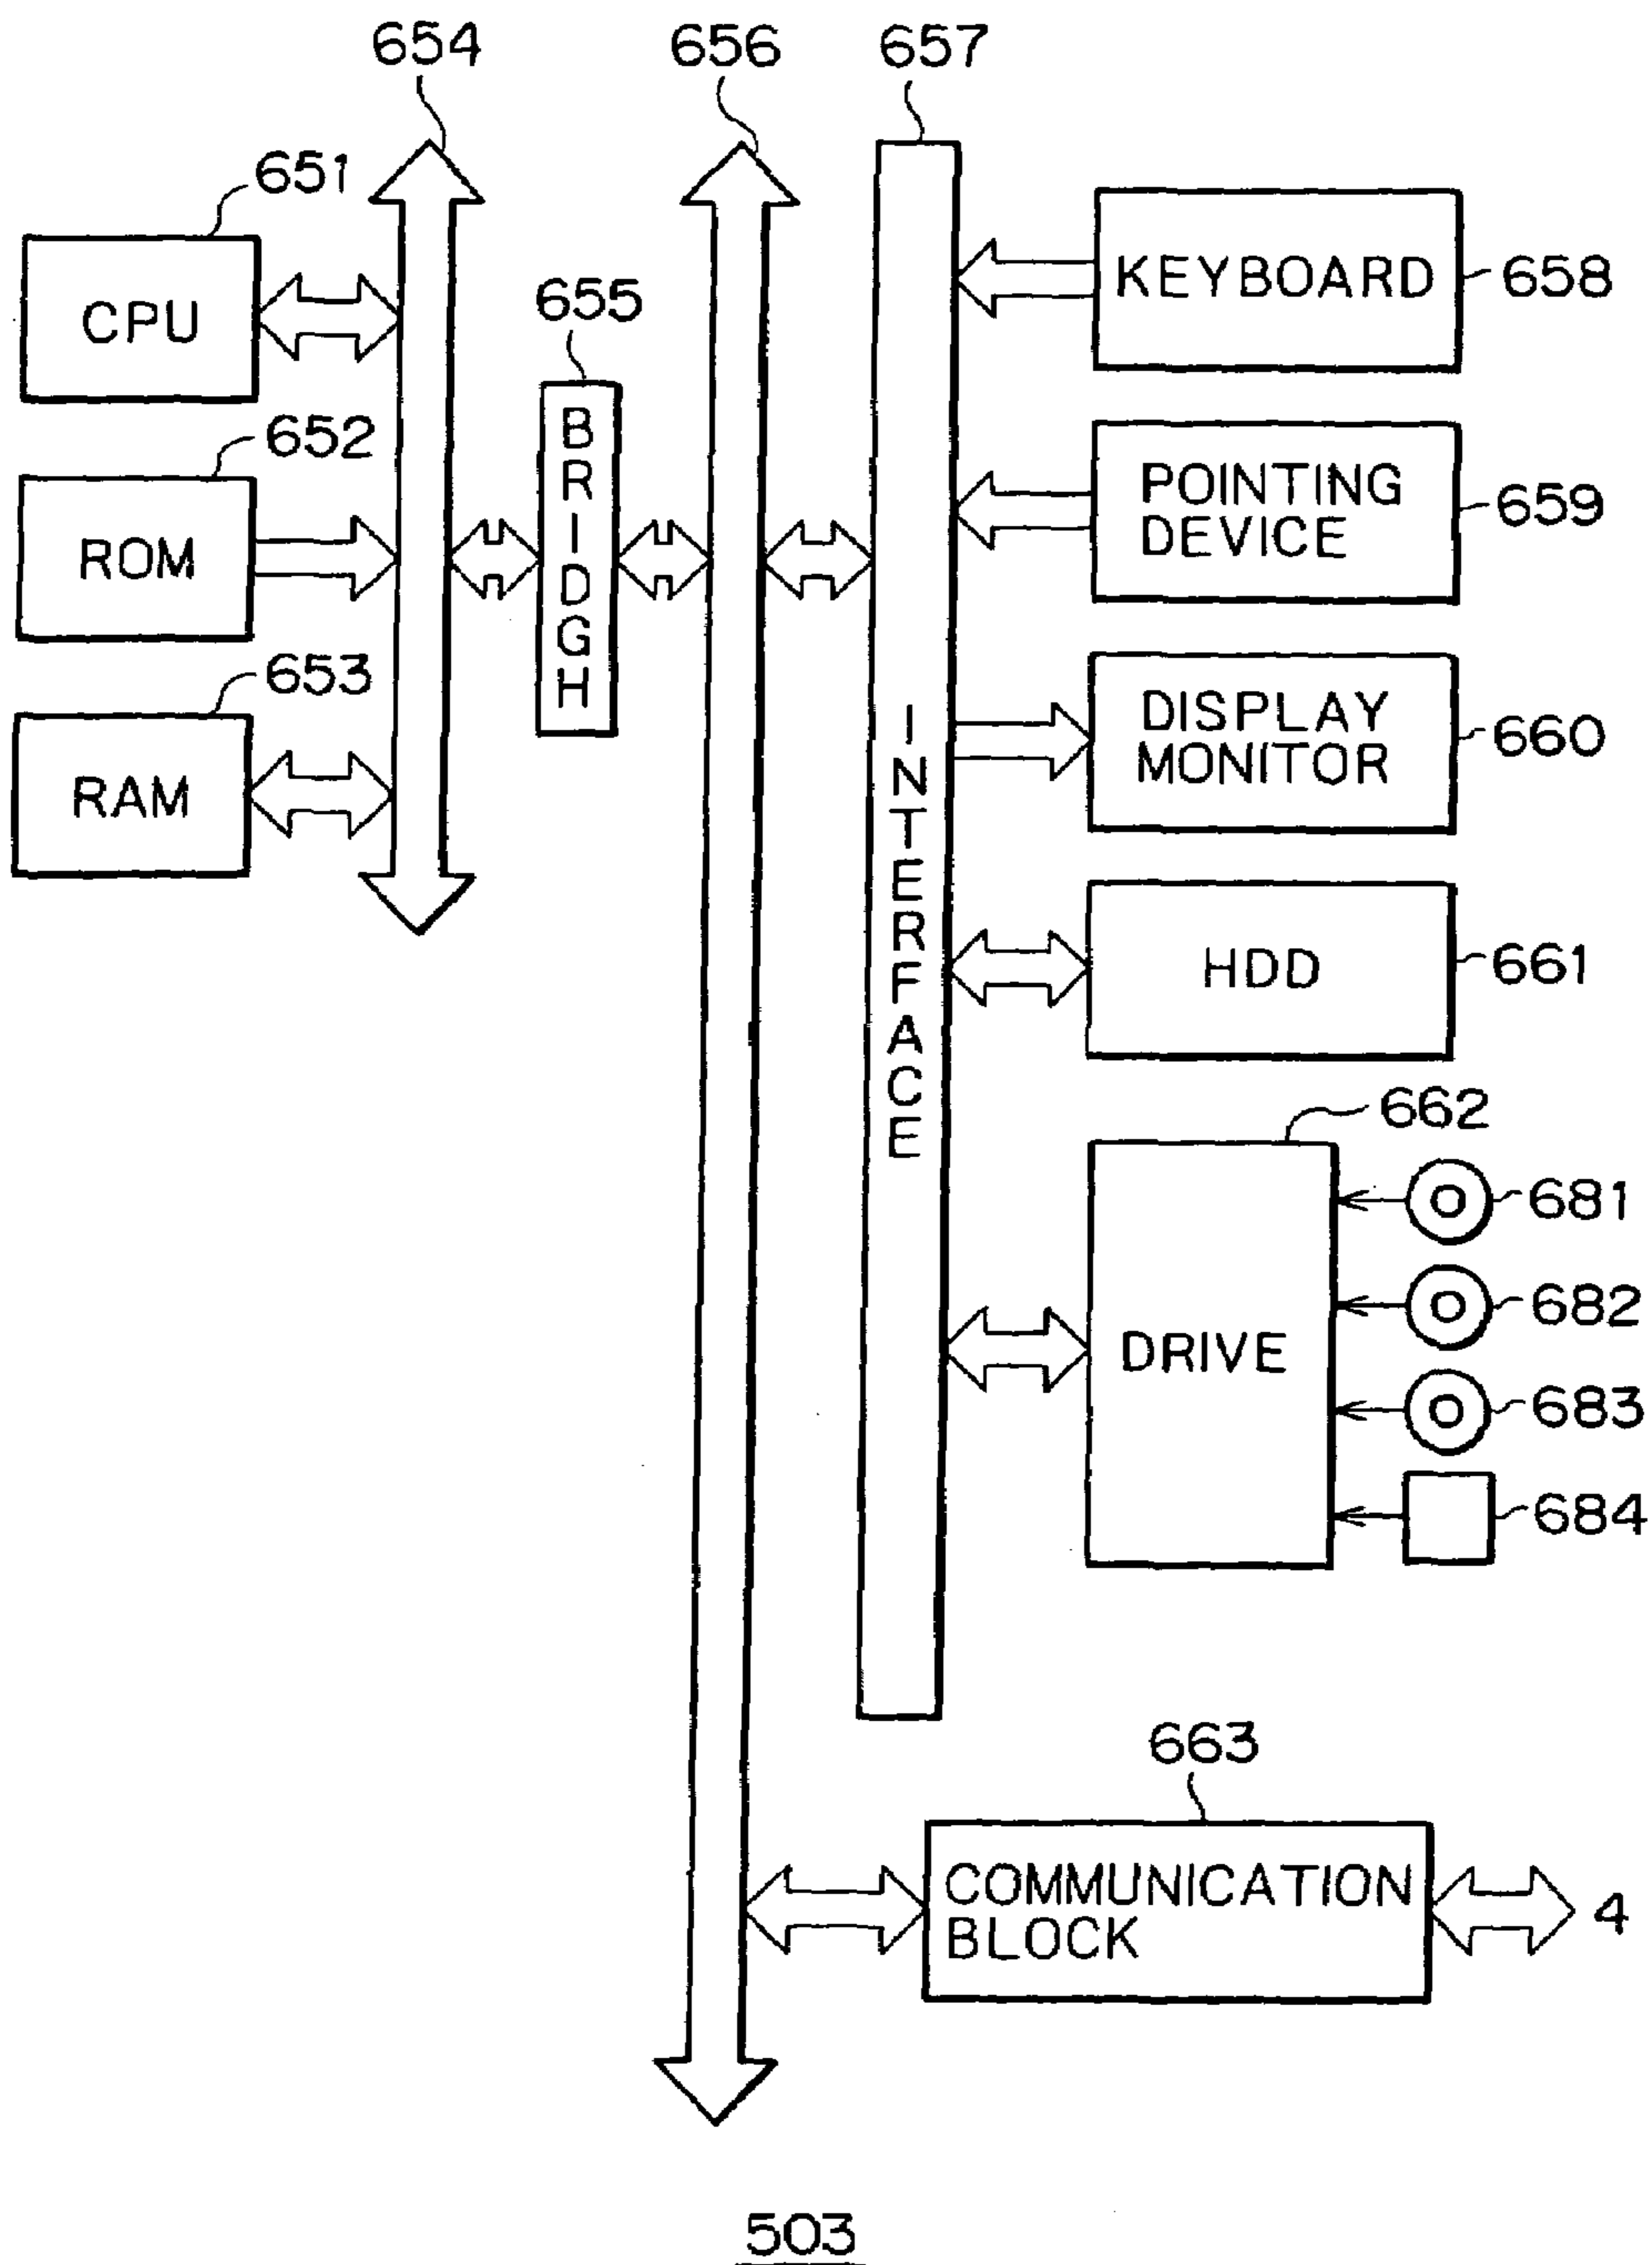 654
656
657
651
CPU
655
KEYBOARD
658
652
ROM
BRIDGH
POINTING
DEVICE
659
653
RAM
DISPLAY
MONITOR
660
INTERFACE
HDD
661
662
DRIVE
681
682
683
684
663
COMMUNICATION
BLOCK
4
503